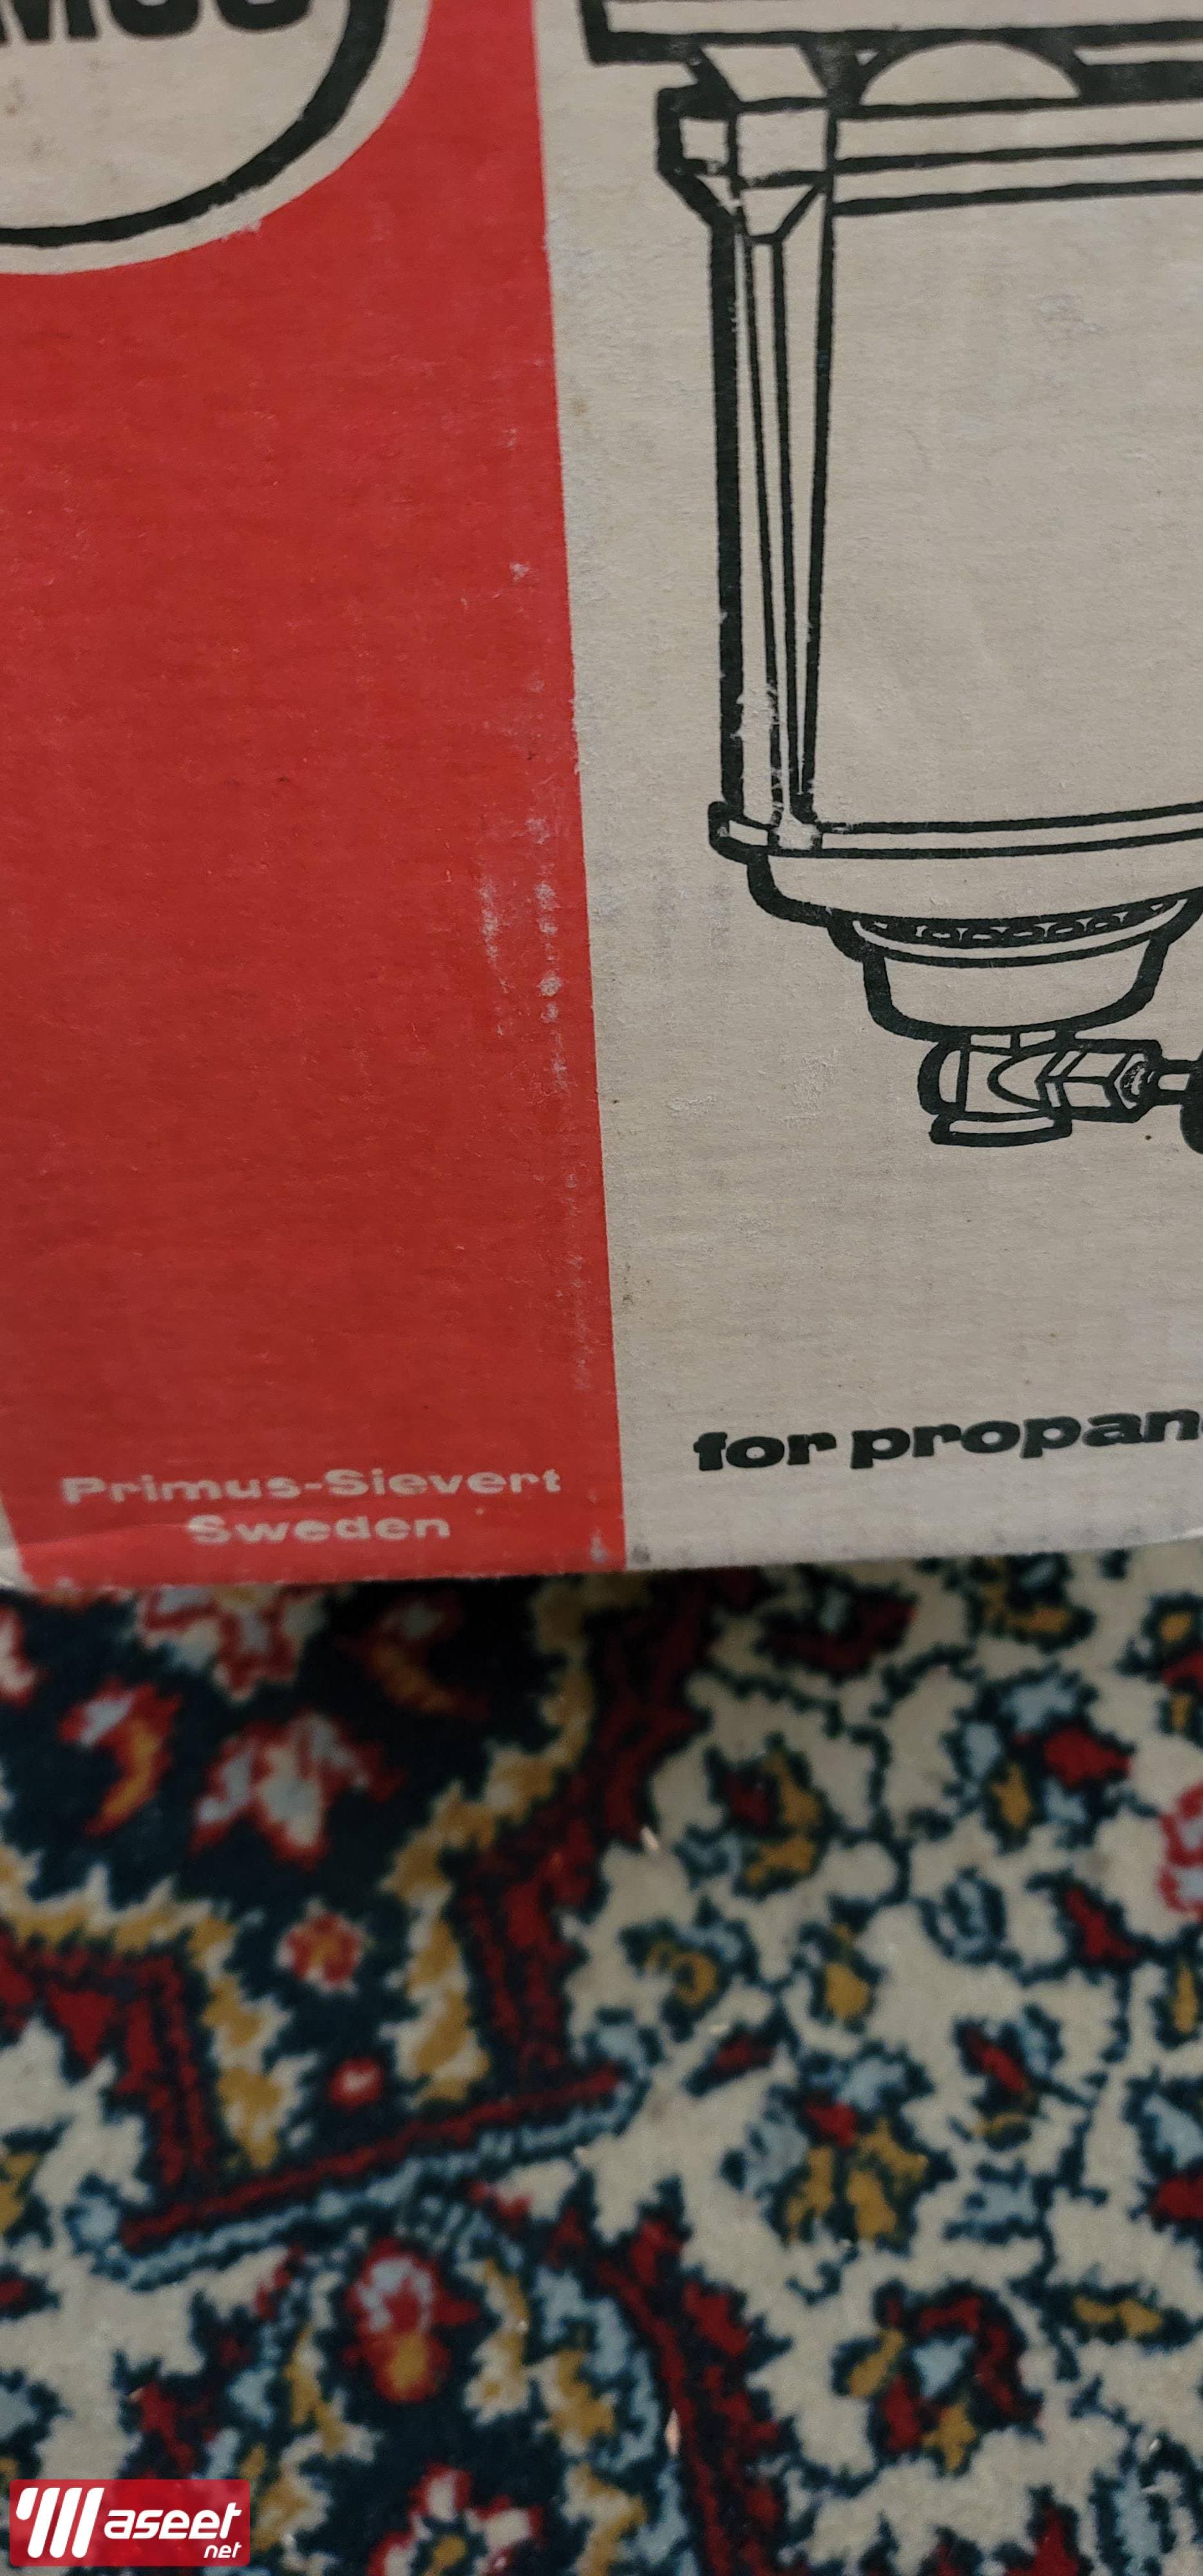 for propan
Primus-Sievert
Sweden
aseet
net